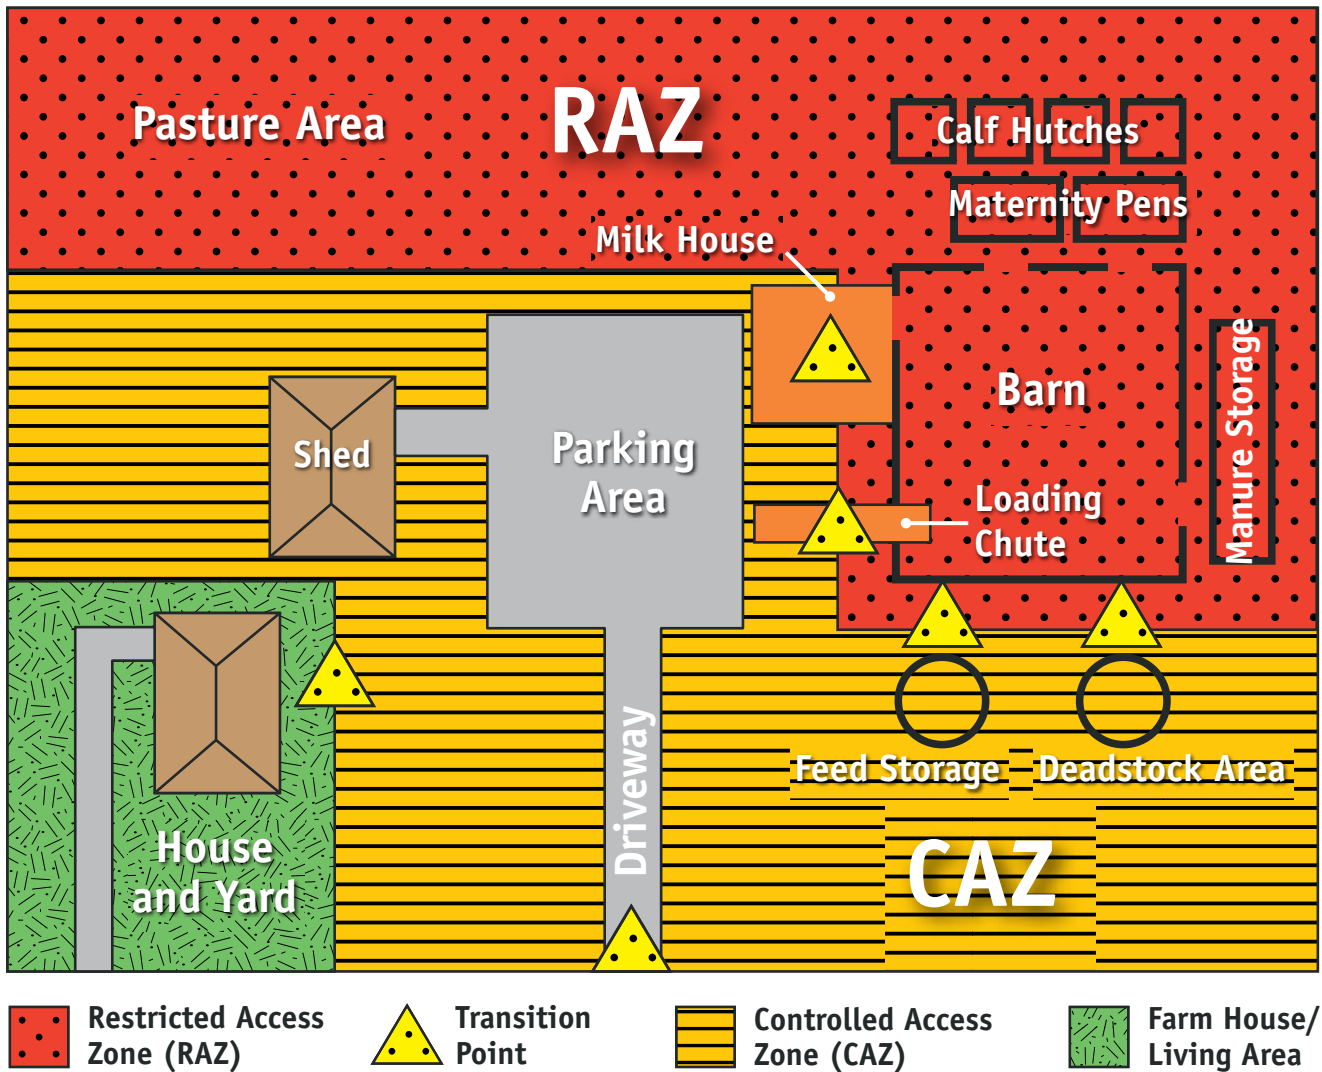 RAZ
Pasture Area
Calf Hutches
Maternity Pens
Milk House
Barn
Manure Storage
Shed
Parking
Area
Loading
Chute
House
and Yard
Driveway
Feed Storage
Deadstock Area
CAZ
Restricted Access
Zone (RAZ)
Transition
Point
Controlled Access
Zone (CAZ)
Farm House/
Living Area